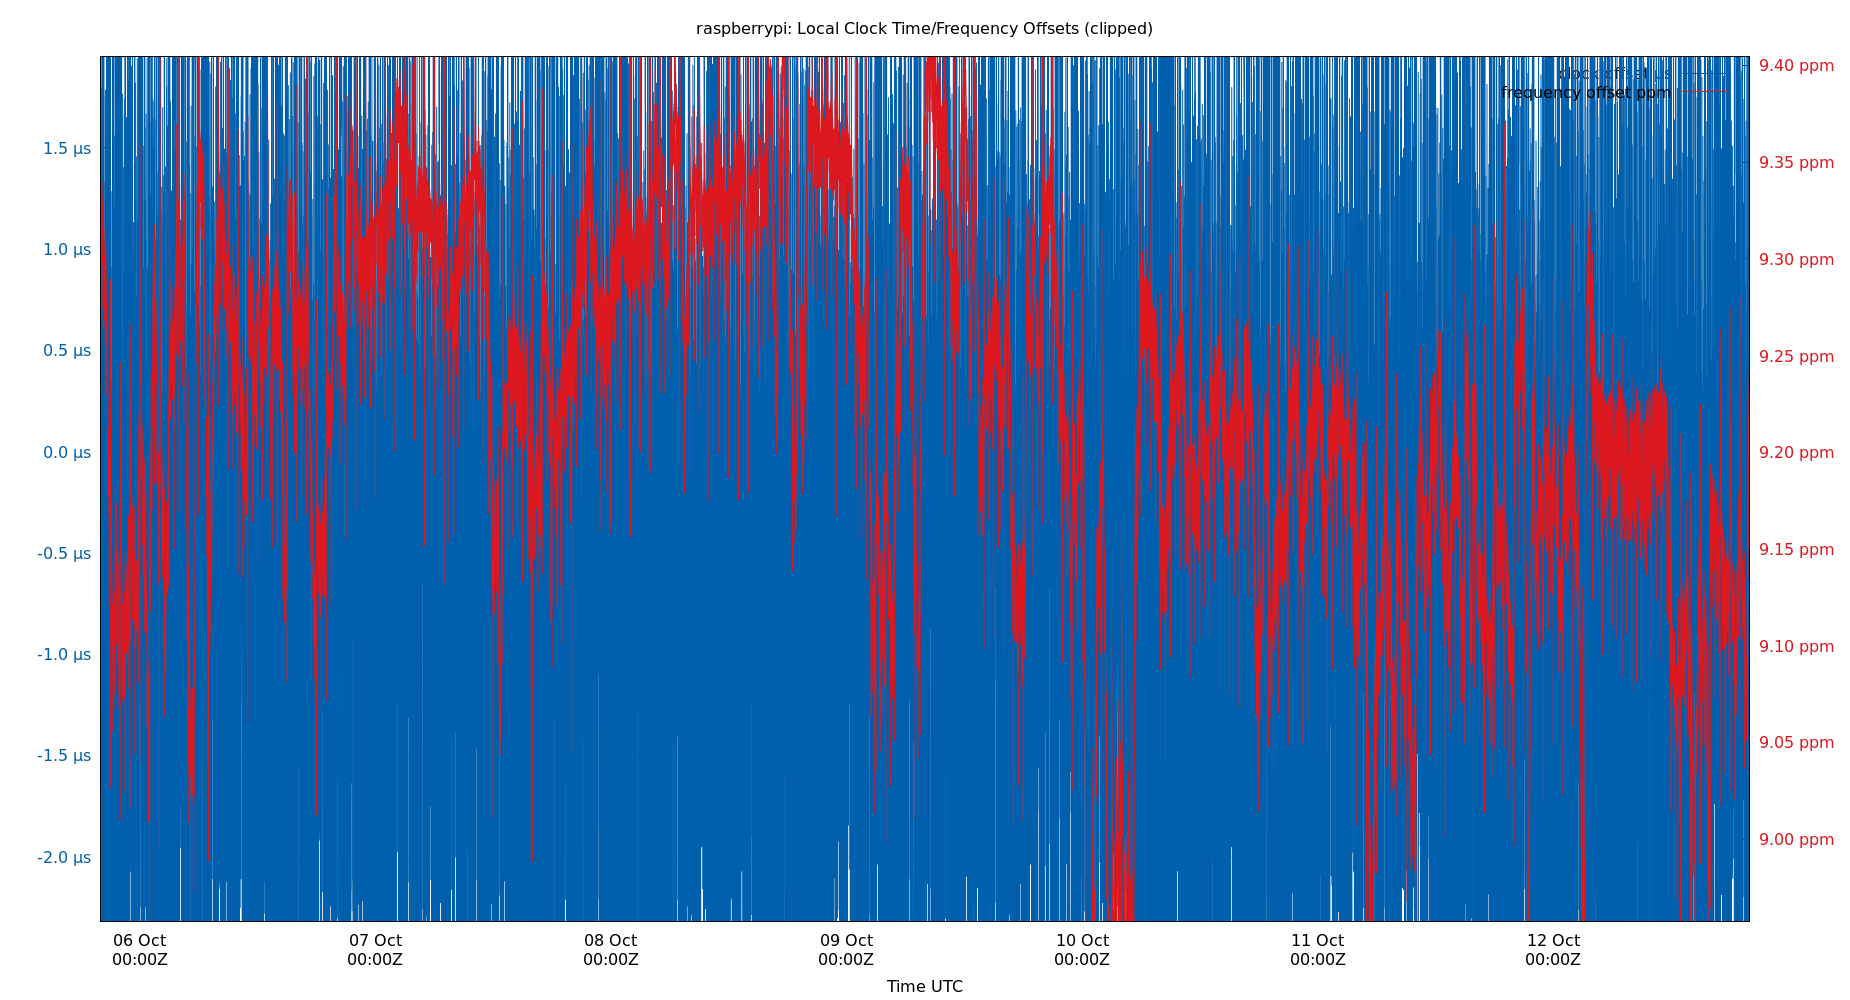 raspberrypi: Local Clock Time/Frequency Offsets (clipped)
clock offset µs
frequency offset ppm
1.5 µs
1.0 µs
0.5 µs
0.0 µs
-0.5 µs
-1.0 µs
-1.5 µs
-2.0 µs
9.40 ppm
9.35 ppm
9.30 ppm
9.25 ppm
9.20 ppm
9.15 ppm
9.10 ppm
9.05 ppm
9.00 ppm
06 Oct 07 Oct 08 Oct 09 Oct 10 Oct 11 Oct 12 Oct
00:00Z 00:00Z 00:00Z 00:00Z 00:00Z 00:00Z 00:00Z
Time UTC